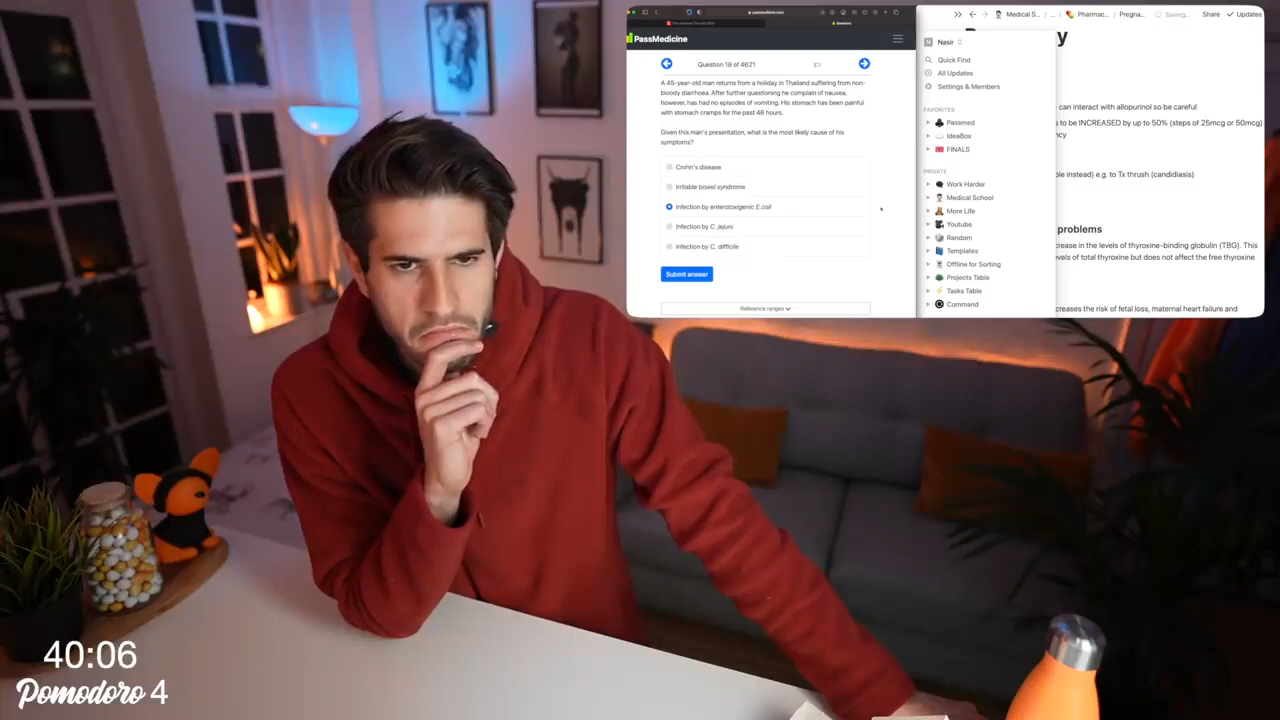 PassMedicine
passmedicine.com
Questions
Question 18 of 4621
A 45-year-old man returns from a holiday in Thailand suffering from non-
bloody diarrhoea. After further questioning he complain of nausea,
however, has had no episodes of vomiting. His stomach has been painful
with stomach cramps for the past 48 hours.
Given this man's presentation, what is the most likely cause of his
symptoms?
Crohn's disease
Irritable bowel syndrome
Infection by enterotoxigenic E.coli
Infection by C. jejuni
Infection by C. difficile
Submit answer
Reference ranges
Medical S... / ... / Pharmac... / Pregna...
Saving...
Share
Updates
y
N Nasir
Quick Find
All Updates
Settings & Members
FAVORITES
Passmed
IdeaBox
FINALS
PRIVATE
Work Harder
Medical School
More Life
Youtube
Random
Templates
Offline for Sorting
Projects Table
Tasks Table
Command
can interact with allopurinol so be careful
to be INCREASED by up to 50% (steps of 25mcg or 50mcg)
ncy
ole instead) e.g. to Tx thrush (candidiasis)
problems
crease in the levels of thyroxine-binding globulin (TBG). This
evels of total thyroxine but does not affect the free thyroxine
creases the risk of fetal loss, maternal heart failure and
40:06
Pomodoro 4